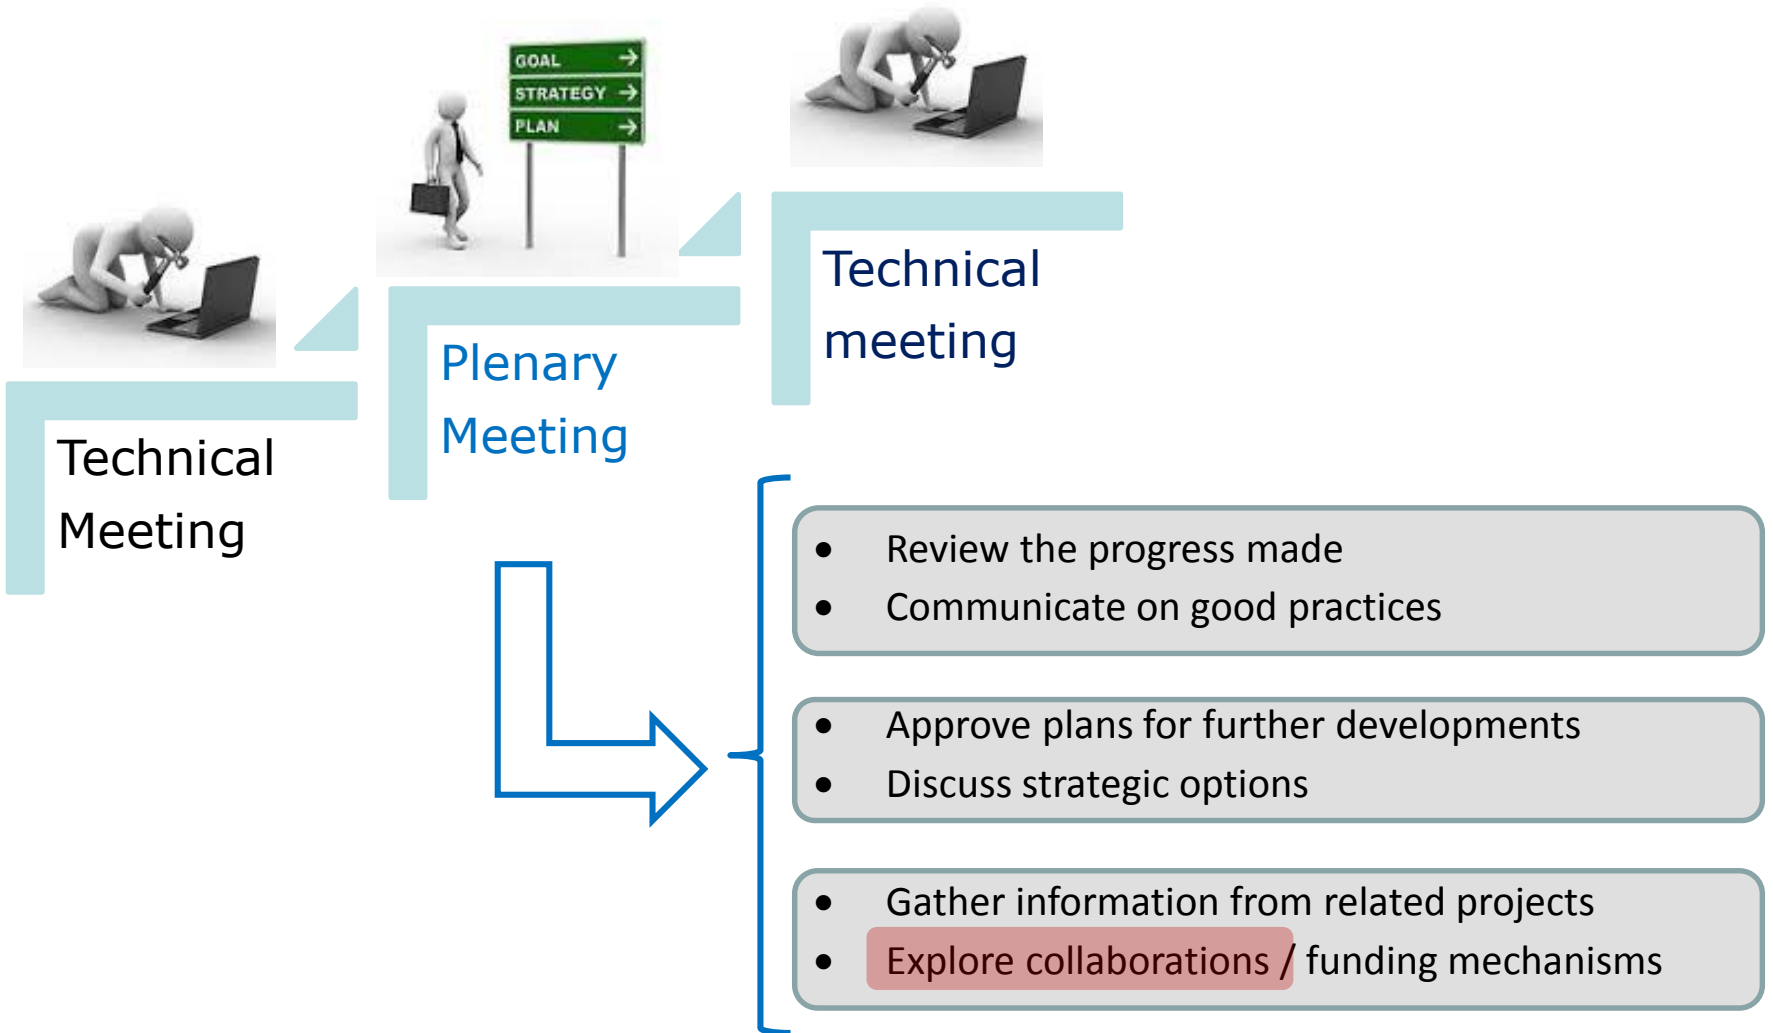 GOAL →
STRATEGY →
PLAN →
Technical
Meeting
Plenary
Meeting
Technical
meeting
• Review the progress made
• Communicate on good practices
• Approve plans for further developments
• Discuss strategic options
• Gather information from related projects
• Explore collaborations / funding mechanisms